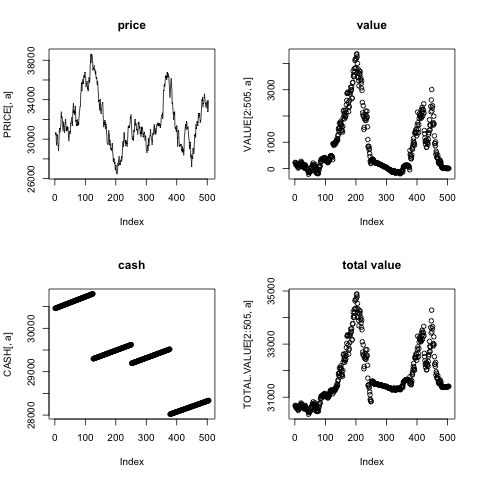 price
PRICE[, a]
38000
34000
30000
26000
0 100 200 300 400 500
Index
value
VALUE[2:505, a]
3000
1000
0
0 100 200 300 400 500
Index
cash
CASH[, a]
30000
29000
28000
0 100 200 300 400 500
Index
total value
TOTAL.VALUE[2:505, a]
35000
33000
31000
0 100 200 300 400 500
Index